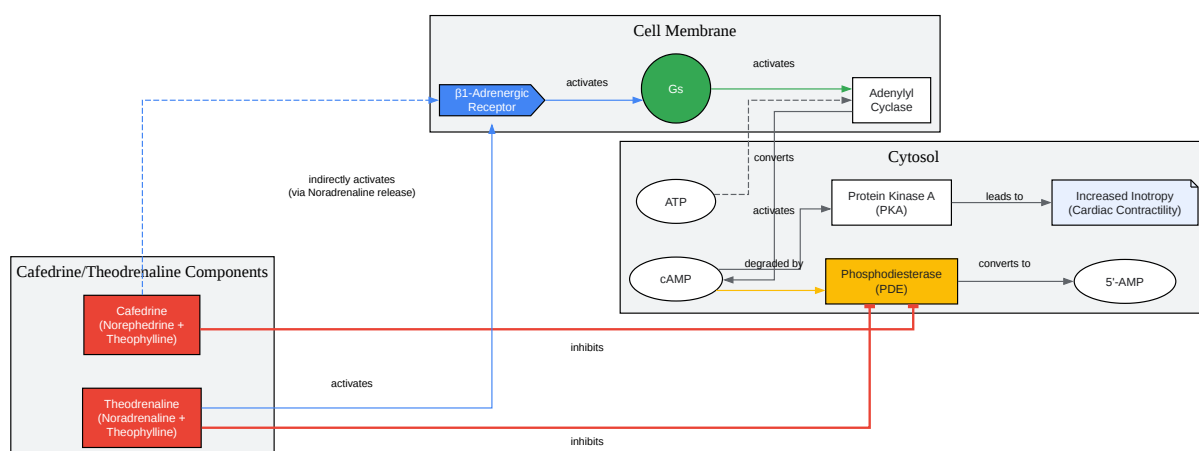 Cell Membrane
activates
activates
β1-Adrenergic
Receptor
Gs
Adenylyl
Cyclase
converts
Cytosol
indirectly activates
(via Noradrenaline release)
ATP
activates
Protein Kinase A
(PKA)
leads to
Increased Inotropy
(Cardiac Contractility)
Cafedrine/Theodrenaline Components
cAMP
degraded by
Phosphodiesterase
(PDE)
converts to
5'-AMP
Cafedrine
(Norephedrine +
Theophylline)
inhibits
activates
Theodrenaline
(Noradrenaline +
Theophylline)
inhibits